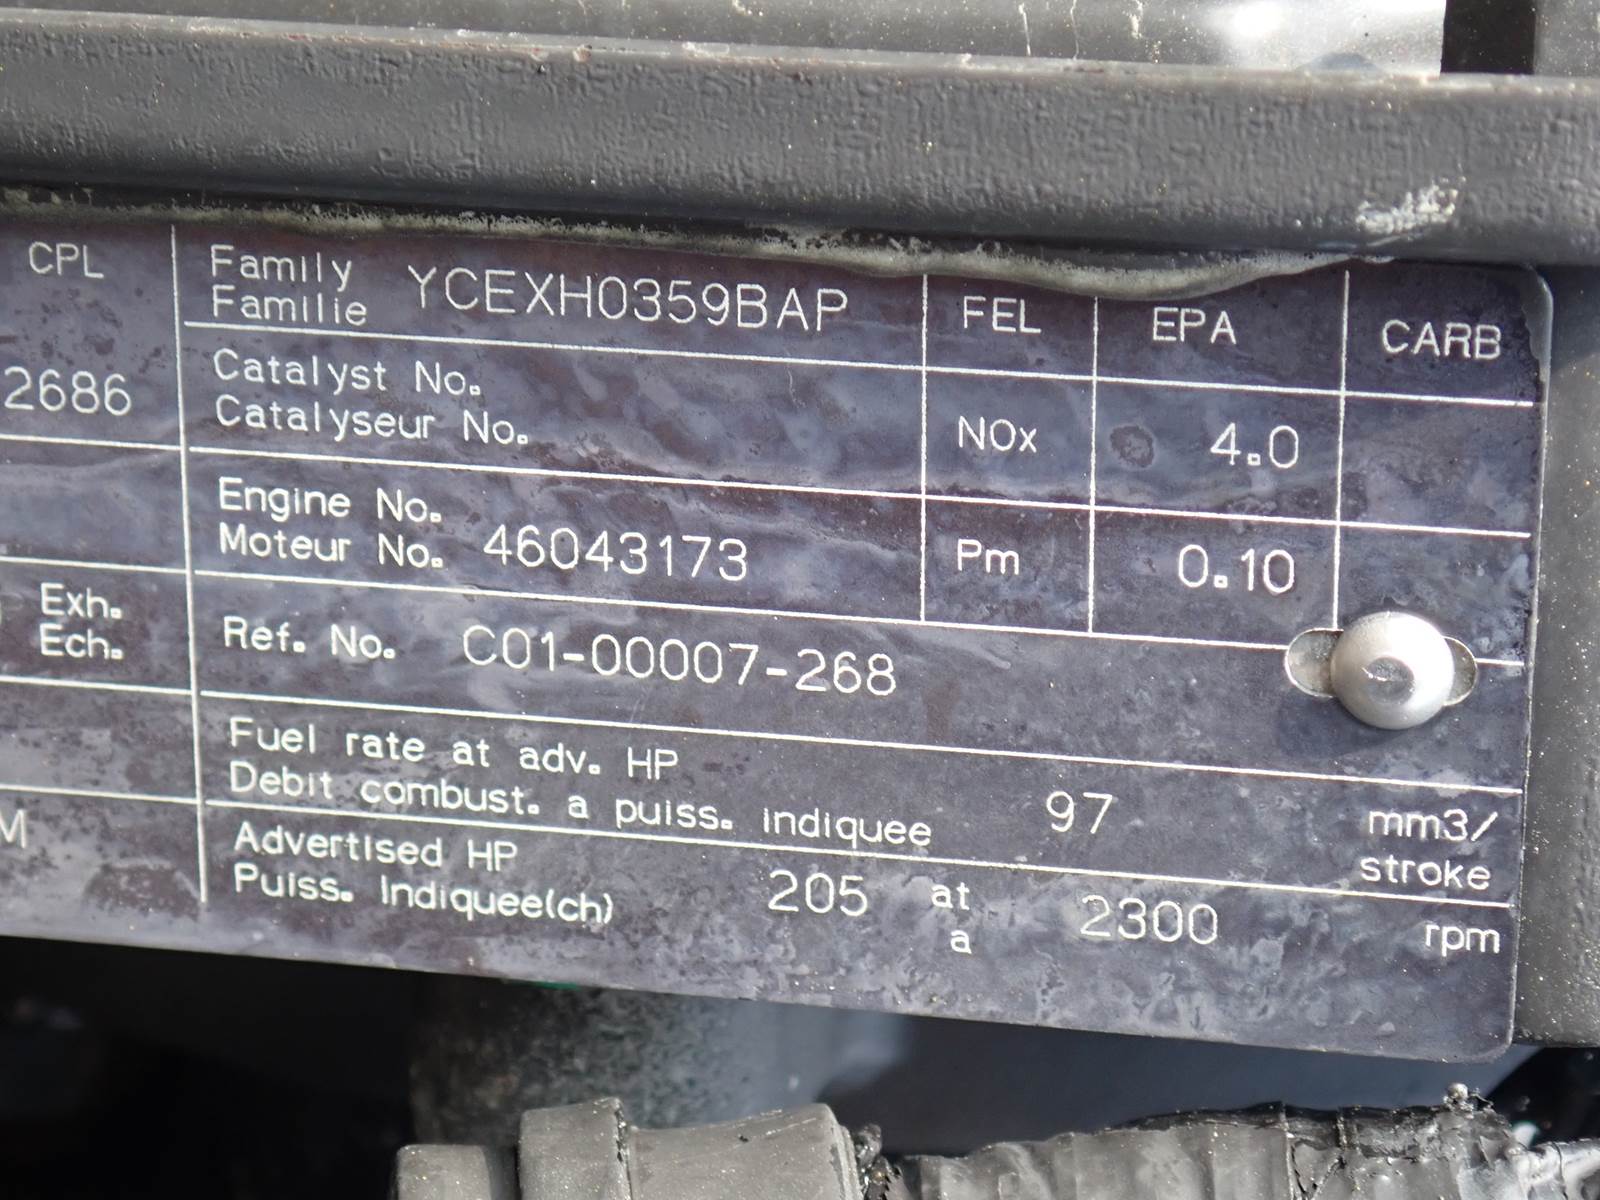 CPL
2686
Exh.
Ech.
M
Family
Familie
YCEXH0359BAP
FEL
EPA
CARB
Catalyst No.
Catalyseur No.
NOx
4.0
Engine No.
Moteur No.
46043173
Pm
0.10
Ref. No. C01-00007-268
Fuel rate at adv. HP
Debit combust. a puiss. indiquee
97
mm3/
stroke
Advertised HP
Puiss. Indiquee(ch)
205
at
a
2300
rpm